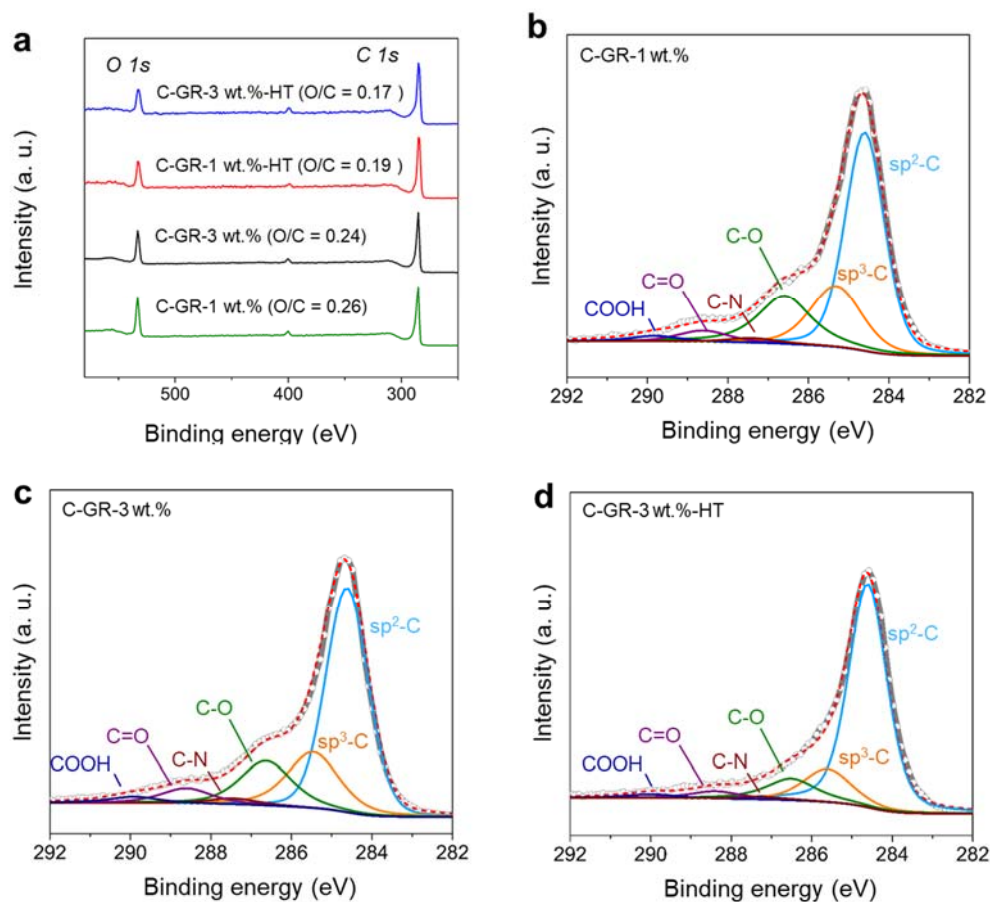 a
O 1s
C 1s
C-GR-3 wt.%-HT (O/C = 0.17 )
C-GR-1 wt.%-HT (O/C = 0.19 )
C-GR-3 wt.% (O/C = 0.24)
C-GR-1 wt.% (O/C = 0.26)
Intensity (a. u.)
500 400 300
Binding energy (eV)
b
C-GR-1 wt.%
sp²-C
C-O
sp³-C
C=O
C-N
COOH
Intensity (a. u.)
292 290 288 286 284 282
Binding energy (eV)
c
C-GR-3 wt.%
sp²-C
C-O
sp³-C
C=O
C-N
COOH
Intensity (a. u.)
292 290 288 286 284 282
Binding energy (eV)
d
C-GR-3 wt.%-HT
sp²-C
C-O
sp³-C
C=O
C-N
COOH
Intensity (a. u.)
292 290 288 286 284 282
Binding energy (eV)